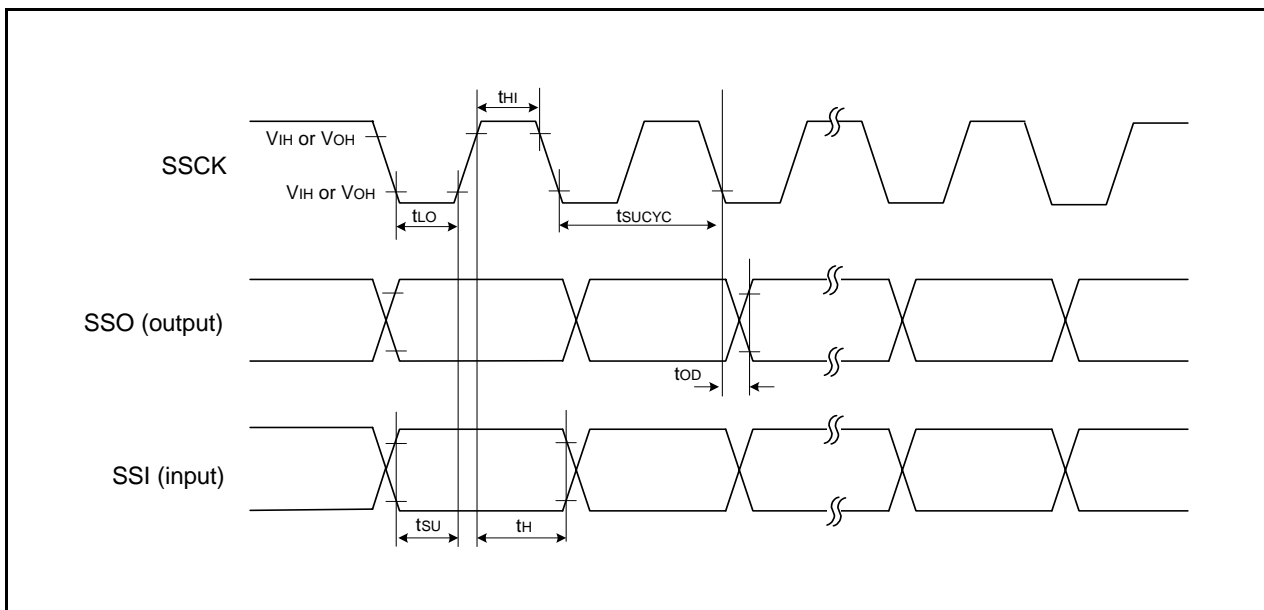 tHI
VIH or VOH
SSCK
VIH or VOH
tLO
tSUCYC
SSO (output)
tOD
SSI (input)
tSU
tH